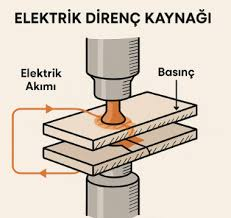 ELEKTRİK DİRENÇ KAYNAĞI
Elektrik
Akımı
Basınç